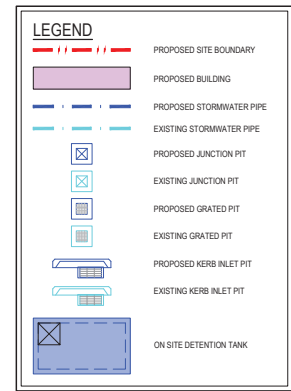 LEGEND
PROPOSED SITE BOUNDARY
PROPOSED BUILDING
PROPOSED STORMWATER PIPE
EXISTING STORMWATER PIPE
PROPOSED JUNCTION PIT
EXISTING JUNCTION PIT
PROPOSED GRATED PIT
EXISTING GRATED PIT
PROPOSED KERB INLET PIT
EXISTING KERB INLET PIT
ON SITE DETENTION TANK